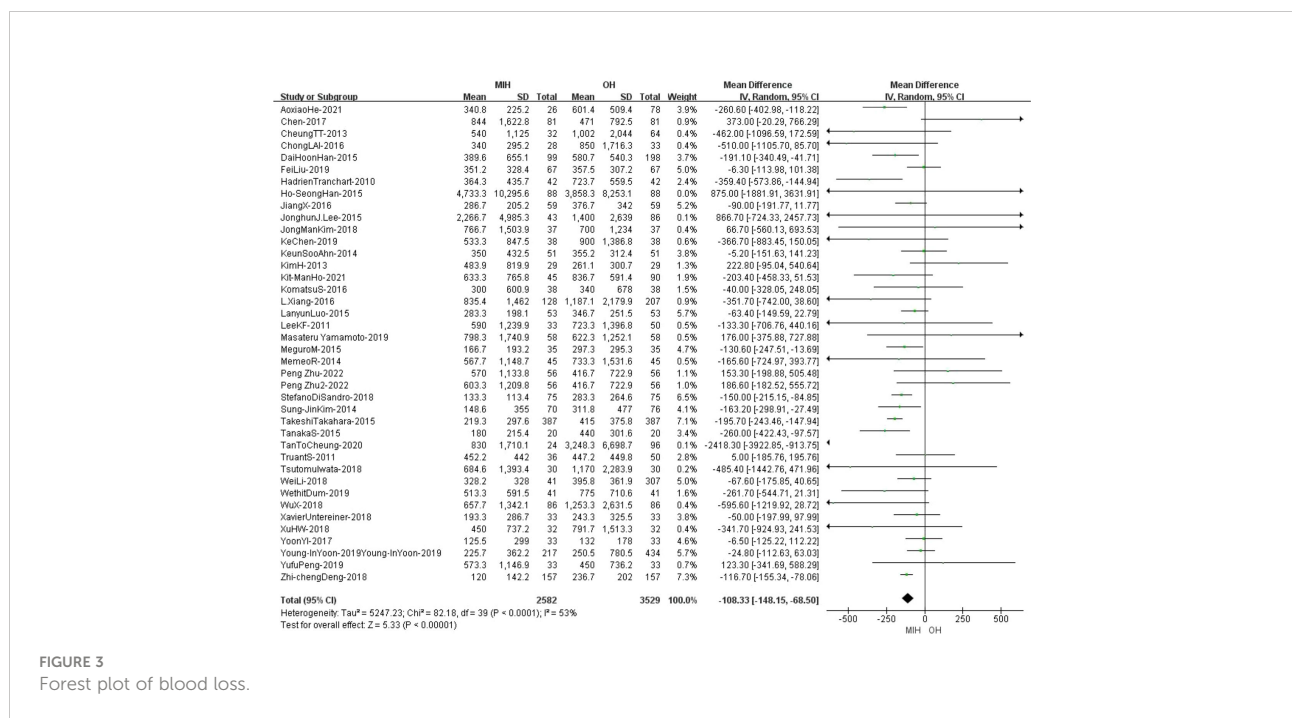 MIH OH Mean Difference Mean Difference
Study or Subgroup Mean SD Total Mean SD Total Weight IV, Random, 95% CI IV, Random, 95% CI
AoxiaoHe-2021 340.8 225.2 26 601.4 509.4 78 3.9% -260.60 [-402.98, -118.22]
Chen-2017 844 1,622.8 81 471 792.5 81 0.9% 373.00 [-20.29, 766.29]
CheungTT-2013 540 1,125 32 1,002 2,044 64 0.4% -462.00 [-1096.59, 172.59]
ChongLAI-2016 340 295.2 28 850 1,716.3 33 0.4% -510.00 [-1105.70, 85.70]
DaiHoonHan-2015 389.6 655.1 99 580.7 540.3 198 3.7% -191.10 [-340.49, -41.71]
FeiLiu-2019 351.2 328.4 67 357.5 307.2 67 5.1% -6.30 [-113.98, 101.38]
HadrienTranchart-2010 364.3 435.7 42 723.7 559.5 42 2.4% -359.40 [-573.86, -144.94]
Ho-SeongHan-2015 4,733.3 10,295.6 88 3,858.3 8,253.1 88 0.0% 875.00 [-1881.91, 3631.91]
JiangX-2016 286.7 205.2 59 376.7 342 59 5.3% -90.00 [-191.77, 11.77]
JonghunJ.Lee-2015 2,266.7 4,985.3 43 1,400 2,639 86 0.1% 866.70 [-724.33, 2457.73]
JongManKim-2018 766.7 1,503.9 37 700 1,234 37 0.4% 66.70 [-560.13, 693.53]
KeChen-2019 533.3 847.5 38 900 1,386.8 38 0.6% -366.70 [-883.45, 150.05]
KeunSooAhn-2014 350 432.5 51 355.2 312.4 51 3.8% -5.20 [-151.63, 141.23]
KimH-2013 483.9 819.9 29 261.1 300.7 29 1.3% 222.80 [-95.04, 540.64]
Kit-ManHo-2021 633.3 765.8 45 836.7 591.4 90 1.9% -203.40 [-458.33, 51.53]
KomatsuS-2016 300 600.9 38 340 678 38 1.5% -40.00 [-328.05, 248.05]
L.Xiang-2016 835.4 1,462 128 1,187.1 2,179.9 207 0.9% -351.70 [-742.00, 38.60]
LanyunLuo-2015 283.3 198.1 53 346.7 251.5 53 6.0% -63.40 [-149.59, 22.79]
LeeKF-2011 590 1,239.9 33 723.3 1,396.8 50 0.5% -133.30 [-706.76, 440.16]
Masateru Yamamoto-2019 798.3 1,740.9 58 622.3 1,252.1 58 0.5% 176.00 [-375.88, 727.88]
MeguroM-2015 166.7 193.2 35 297.3 295.3 35 4.7% -130.60 [-247.51, -13.69]
MemeoR-2014 567.7 1,148.7 45 733.3 1,531.6 45 0.5% -165.60 [-724.97, 393.77]
Peng Zhu-2022 570 1,133.8 56 416.7 722.9 56 1.1% 153.30 [-198.88, 505.48]
Peng Zhu2-2022 603.3 1,209.8 56 416.7 722.9 56 1.0% 186.60 [-182.52, 555.72]
StefanoDiSandro-2018 133.3 113.4 75 283.3 264.6 75 6.5% -150.00 [-215.15, -84.85]
Sung-JinKim-2014 148.6 355 70 311.8 477 76 4.1% -163.20 [-298.91, -27.49]
TakeshiTakahara-2015 219.3 297.6 387 415 375.8 387 7.1% -195.70 [-243.46, -147.94]
TanakaS-2015 180 215.4 20 440 301.6 20 3.3% -260.00 [-422.43, -97.57]
TanToCheung-2020 830 1,710.1 24 3,248.3 6,698.7 96 0.1% -2418.30 [-3922.85, -913.75]
TruantS-2011 452.2 442 36 447.2 449.8 50 2.8% 5.00 [-185.76, 195.76]
TsutomuIwata-2018 684.6 1,393.4 30 1,170 2,283.9 30 0.2% -485.40 [-1442.76, 471.96]
WeiLi-2018 328.2 328 41 395.8 361.9 307 5.0% -67.60 [-175.85, 40.65]
WethitDum-2019 513.3 591.5 41 775 710.6 41 1.6% -261.70 [-544.71, 21.31]
WuX-2018 657.7 1,342.1 86 1,253.3 2,631.5 86 0.4% -595.60 [-1219.92, 28.72]
XavierUntereiner-2018 193.3 286.7 33 243.3 325.5 33 3.8% -50.00 [-197.99, 97.99]
XuHW-2018 450 737.2 32 791.7 1,513.3 32 0.4% -341.70 [-924.93, 241.53]
YoonYI-2017 125.5 299 33 132 178 33 4.7% -6.50 [-125.22, 112.22]
Young-InYoon-2019Young-InYoon-2019 225.7 362.2 217 250.5 780.5 434 5.9% -24.80 [-112.63, 63.03]
YufuPeng-2019 573.3 1,146.9 33 450 736.2 33 0.7% 123.30 [-341.69, 588.29]
Zhi-chengDeng-2018 120 142.2 157 236.7 202 157 7.3% -116.70 [-155.34, -78.06]
Total (95% CI) 2582 3529 100.0% -108.33 [-148.15, -68.50]
Heterogeneity: Tau² = 5247.23; Chi² = 82.18, df = 39 (P < 0.0001); I² = 53%
Test for overall effect: Z = 5.33 (P < 0.00001)
-500 -250 0 250 500
MIH OH
FIGURE 3
Forest plot of blood loss.